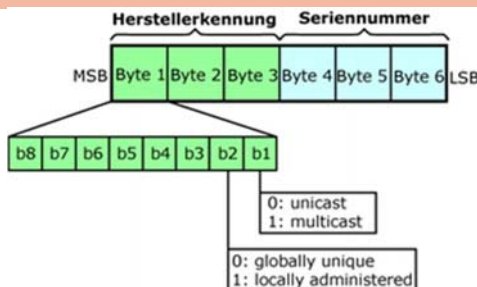 Herstellerkennung Seriennummer
MSB Byte 1 Byte 2 Byte 3 Byte 4 Byte 5 Byte 6 LSB
b8 b7 b6 b5 b4 b3 b2 b1
0: unicast
1: multicast
0: globally unique
1: locally administered